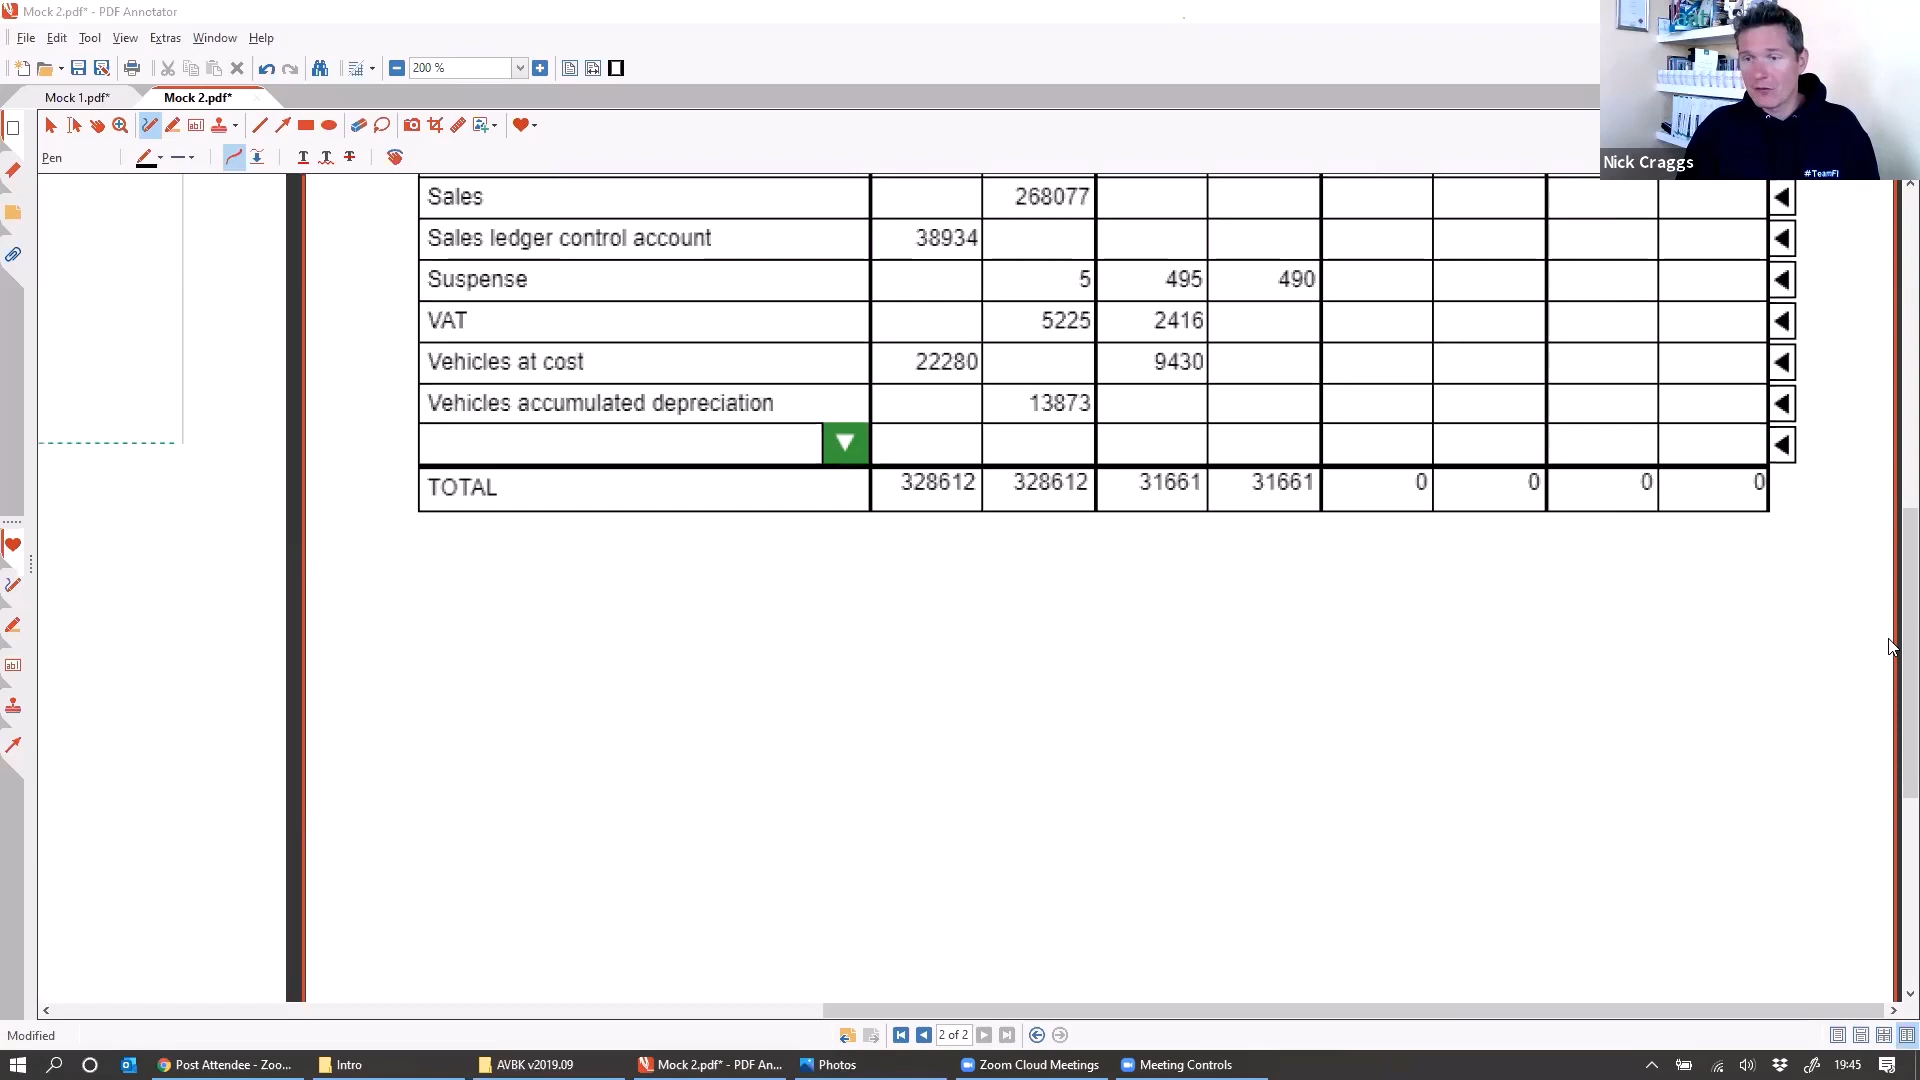 Mock 2.pdf* - PDF Annotator
File Edit Tool View Extras Window Help
200 %
Mock 1.pdf* Mock 2.pdf*
Pen
Nick Craggs
#TeamFI
Sales 268077
Sales ledger control account 38934
Suspense 5 495 490
VAT 5225 2416
Vehicles at cost 22280 9430
Vehicles accumulated depreciation 13873
TOTAL 328612 328612 31661 31661 0 0 0 0
Modified
2 of 2
Post Attendee - Zoo... Intro AVBK v2019.09 Mock 2.pdf* - PDF An... Photos Zoom Cloud Meetings Meeting Controls 19:45